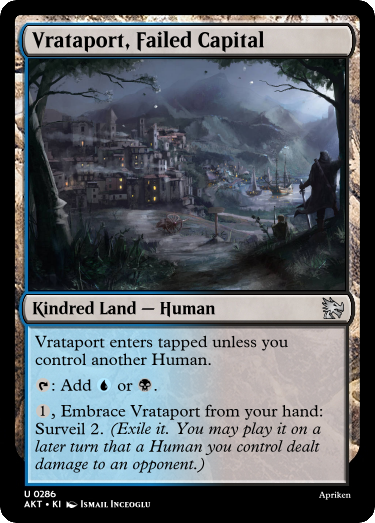 Vrataport, Failed Capital
Kindred Land — Human
Vrataport enters tapped unless you
control another Human.
: Add or .
1, Embrace Vrataport from your hand:
Surveil 2. (Exile it. You may play it on a
later turn that a Human you control dealt
damage to an opponent.)
U 0286
Apriken
AKT • KI Ismail Inceoglu